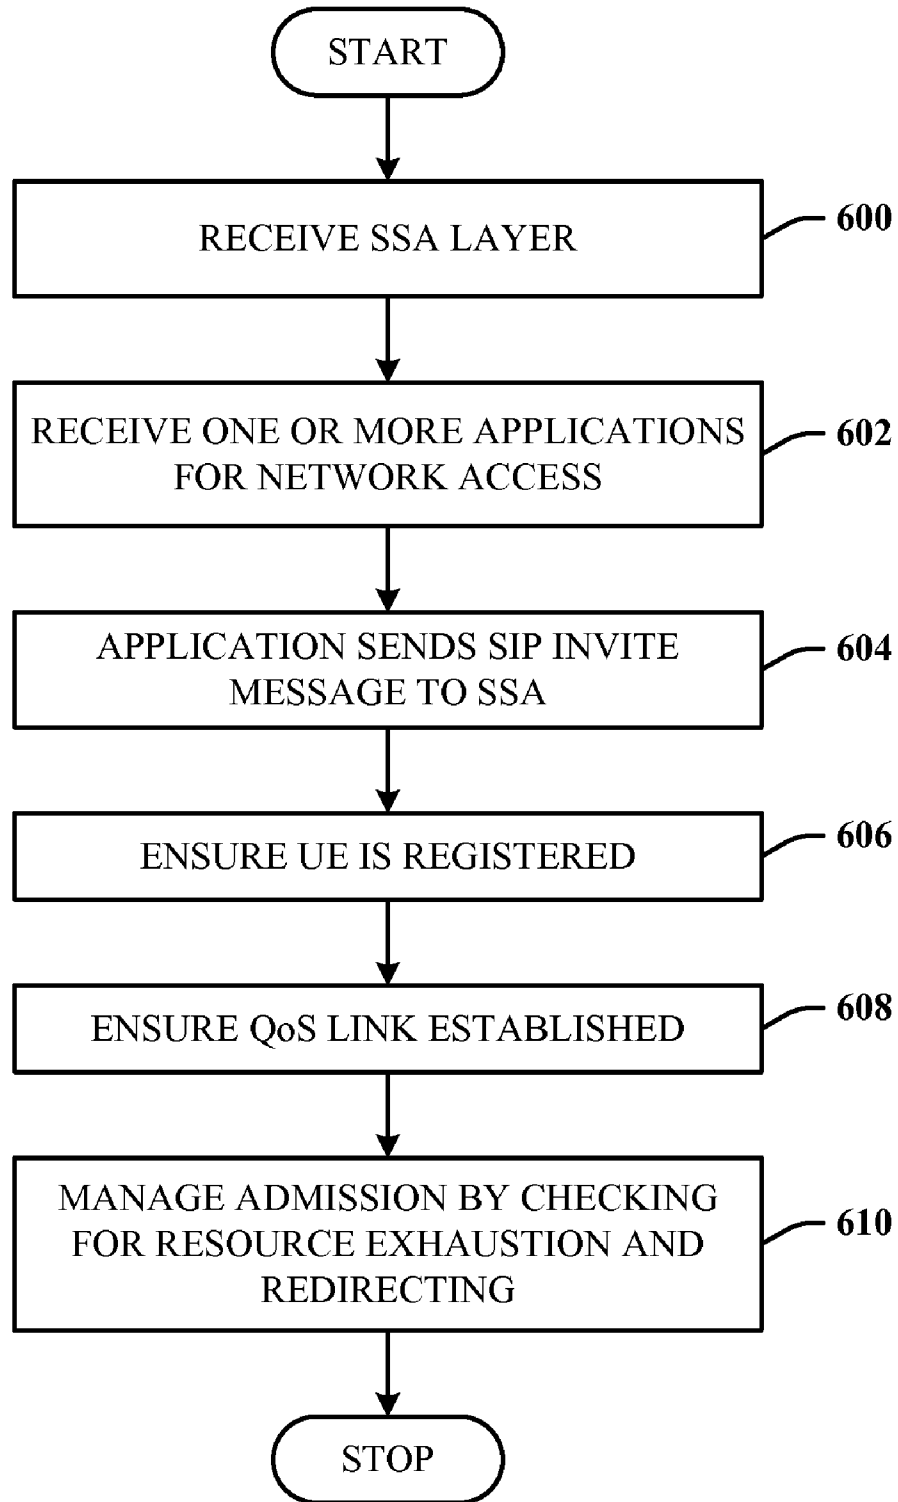 START
RECEIVE SSA LAYER
600
RECEIVE ONE OR MORE APPLICATIONS
FOR NETWORK ACCESS
602
APPLICATION SENDS SIP INVITE
MESSAGE TO SSA
604
ENSURE UE IS REGISTERED
606
ENSURE QoS LINK ESTABLISHED
608
MANAGE ADMISSION BY CHECKING
FOR RESOURCE EXHAUSTION AND
REDIRECTING
610
STOP